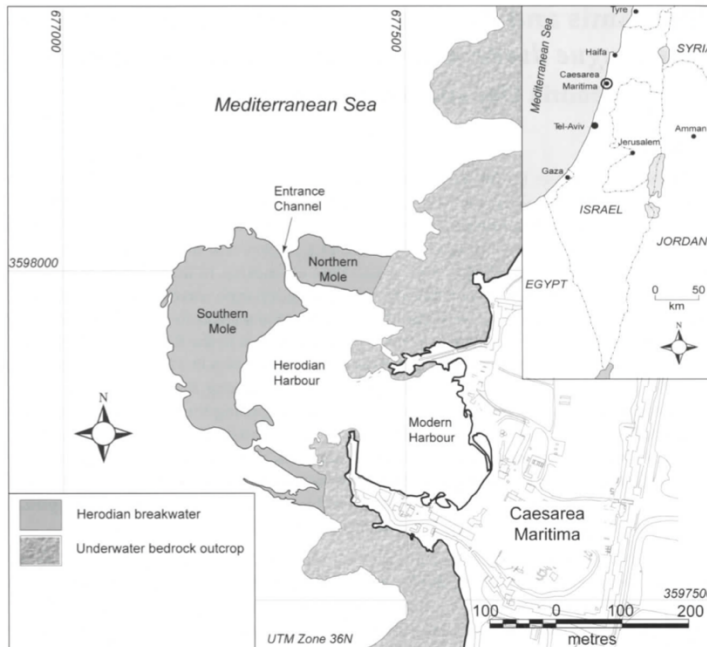 677000
677500
Mediterranean Sea
Entrance
Channel
3598000
Northern
Mole
Southern
Mole
Herodian
Harbour
Modern
Harbour
N
Herodian breakwater
Underwater bedrock outcrop
Caesarea
Maritima
3597500
UTM Zone 36N
100 0 100 200
metres
Tyre
Mediterranean Sea
Haifa
SYRIA
Caesarea
Maritima
Tel-Aviv
Amman
Jerusalem
Gaza
ISRAEL
JORDAN
EGYPT
0 50
km
N